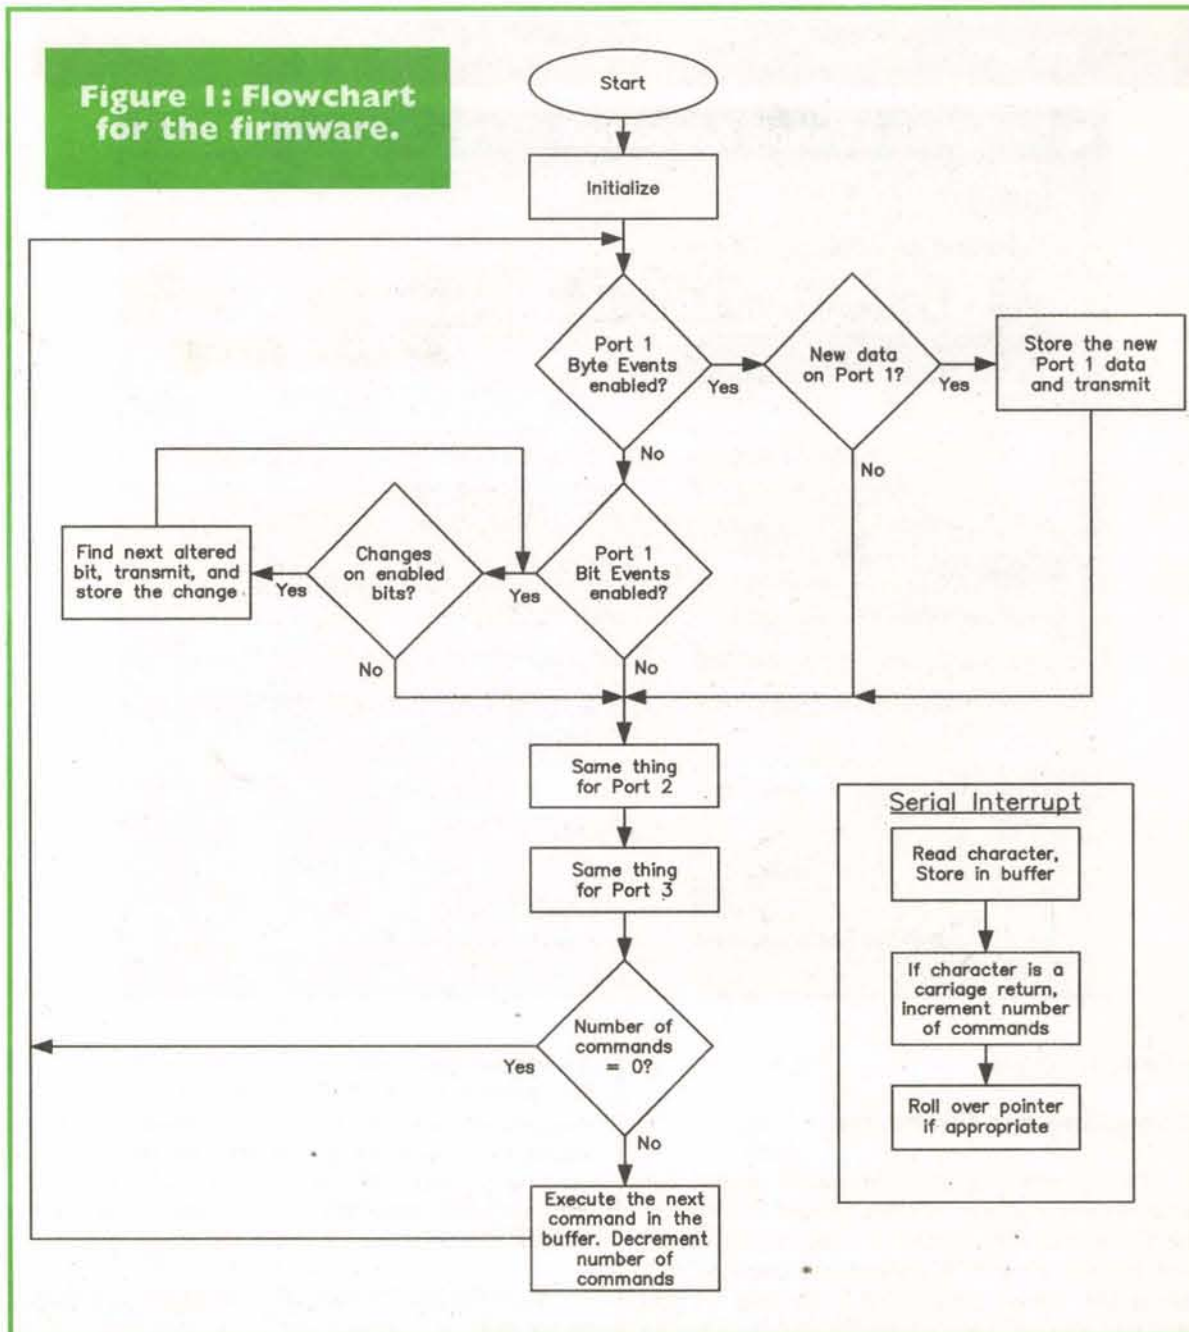 Figure 1: Flowchart
for the firmware.
Start
Initialize
Port 1
Byte Events
enabled?
Yes
New data
on Port 1?
Yes
Store the new
Port 1 data
and transmit
No
No
Find next altered
bit, transmit, and
store the change
Yes
Changes
on enabled
bits?
Yes
Port 1
Bit Events
enabled?
No
No
Same thing
for Port 2
Same thing
for Port 3
Number of
commands
= 0?
Yes
No
Execute the next
command in the
buffer. Decrement
number of
commands
Serial Interrupt
Read character,
Store in buffer
If character is a
carriage return,
increment number
of commands
Roll over pointer
if appropriate